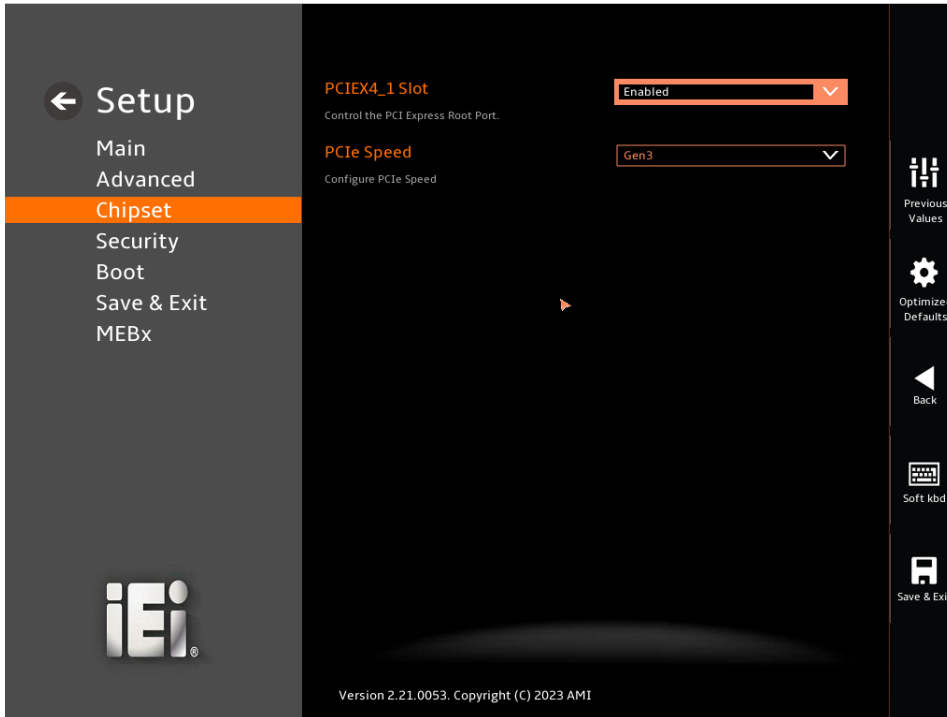 Setup
Main
Advanced
Chipset
Security
Boot
Save & Exit
MEBx
iEi®
PCIEX4_1 Slot
Enabled
Control the PCI Express Root Port.
PCIe Speed
Gen3
Configure PCIe Speed
Version 2.21.0053. Copyright (C) 2023 AMI
Previous
Values
Optimize
Defaults
Back
Soft kbd
Save & Exi